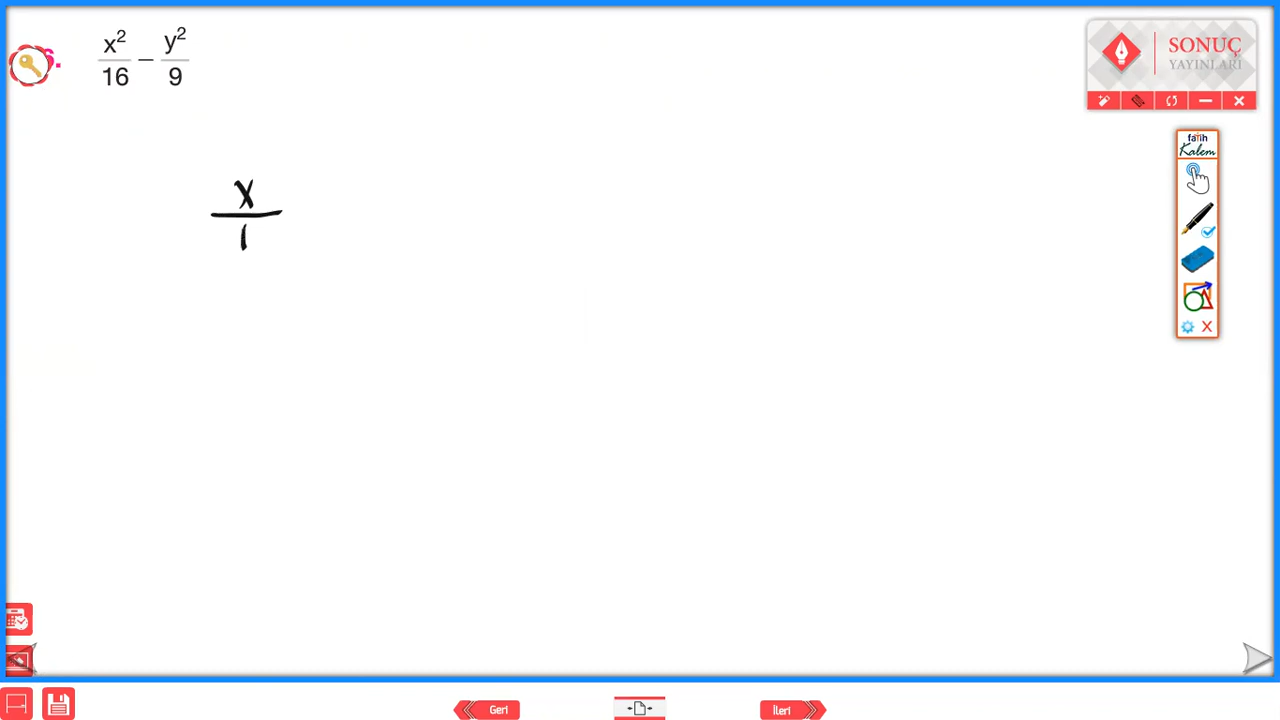 x²/16 − y²/9
SONUÇ
YAYINLARI
fatih
Kalem
x
1
Geri
İleri